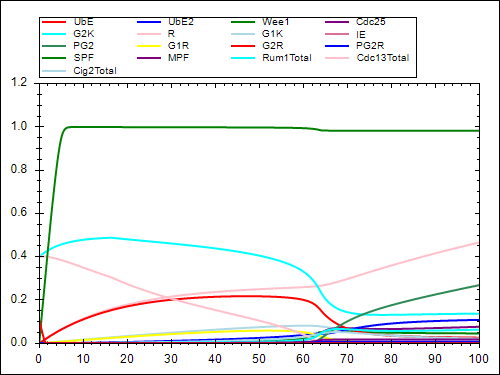 UbE UbE2 Wee1 Cdc25
G2K R G1K IE
PG2 G1R G2R PG2R
SPF MPF Rum1Total Cdc13Total
Cig2Total
1.2
1.0
0.8
0.6
0.4
0.2
0.0
0 10 20 30 40 50 60 70 80 90 100